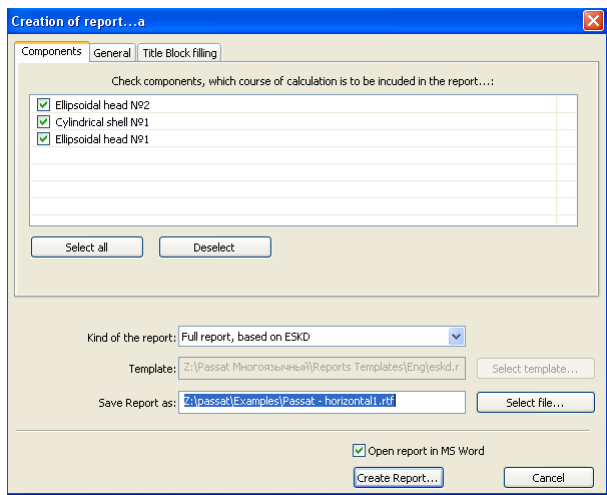 Creation of report...a
Components General Title Block filling
Check components, which course of calculation is to be incuded in the report...:
Ellipsoidal head №2
Cylindrical shell №1
Ellipsoidal head №1
Select all Deselect
Kind of the report: Full report, based on ESKD
Template: Z:\Passat Многоязычный\Reports Templates\Eng\eskd.r Select template...
Save Report as: Z:\passat\Examples\Passat - horizontal1.rtf Select file...
Open report in MS Word
Create Report... Cancel